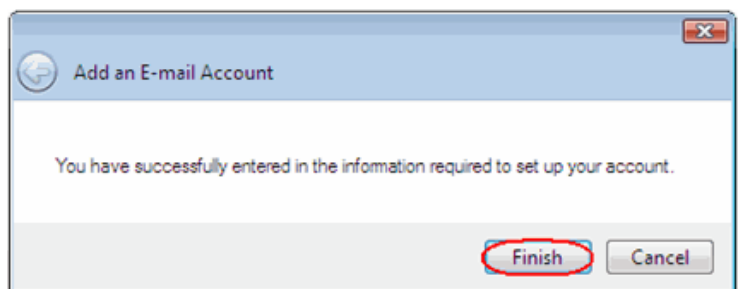 Add an E-mail Account
You have successfully entered in the information required to set up your account.
Finish Cancel